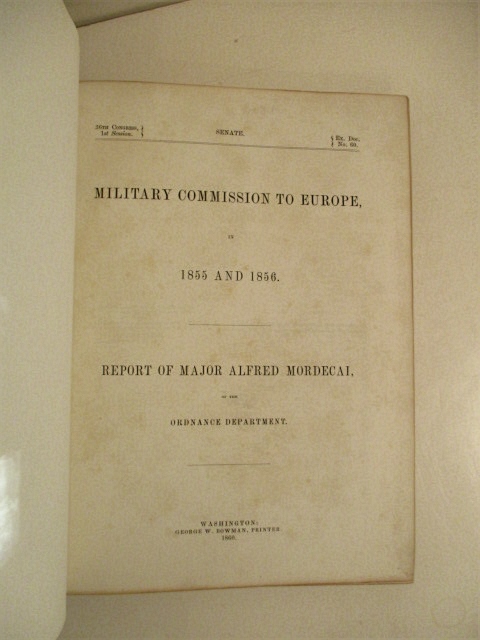 36th Congress,
1st Session.
SENATE.
Ex. Doc.
No. 60.
MILITARY COMMISSION TO EUROPE,
IN
1855 AND 1856.
REPORT OF MAJOR ALFRED MORDECAI,
OF THE
ORDNANCE DEPARTMENT.
WASHINGTON:
GEORGE W. BOWMAN, PRINTER.
1860.